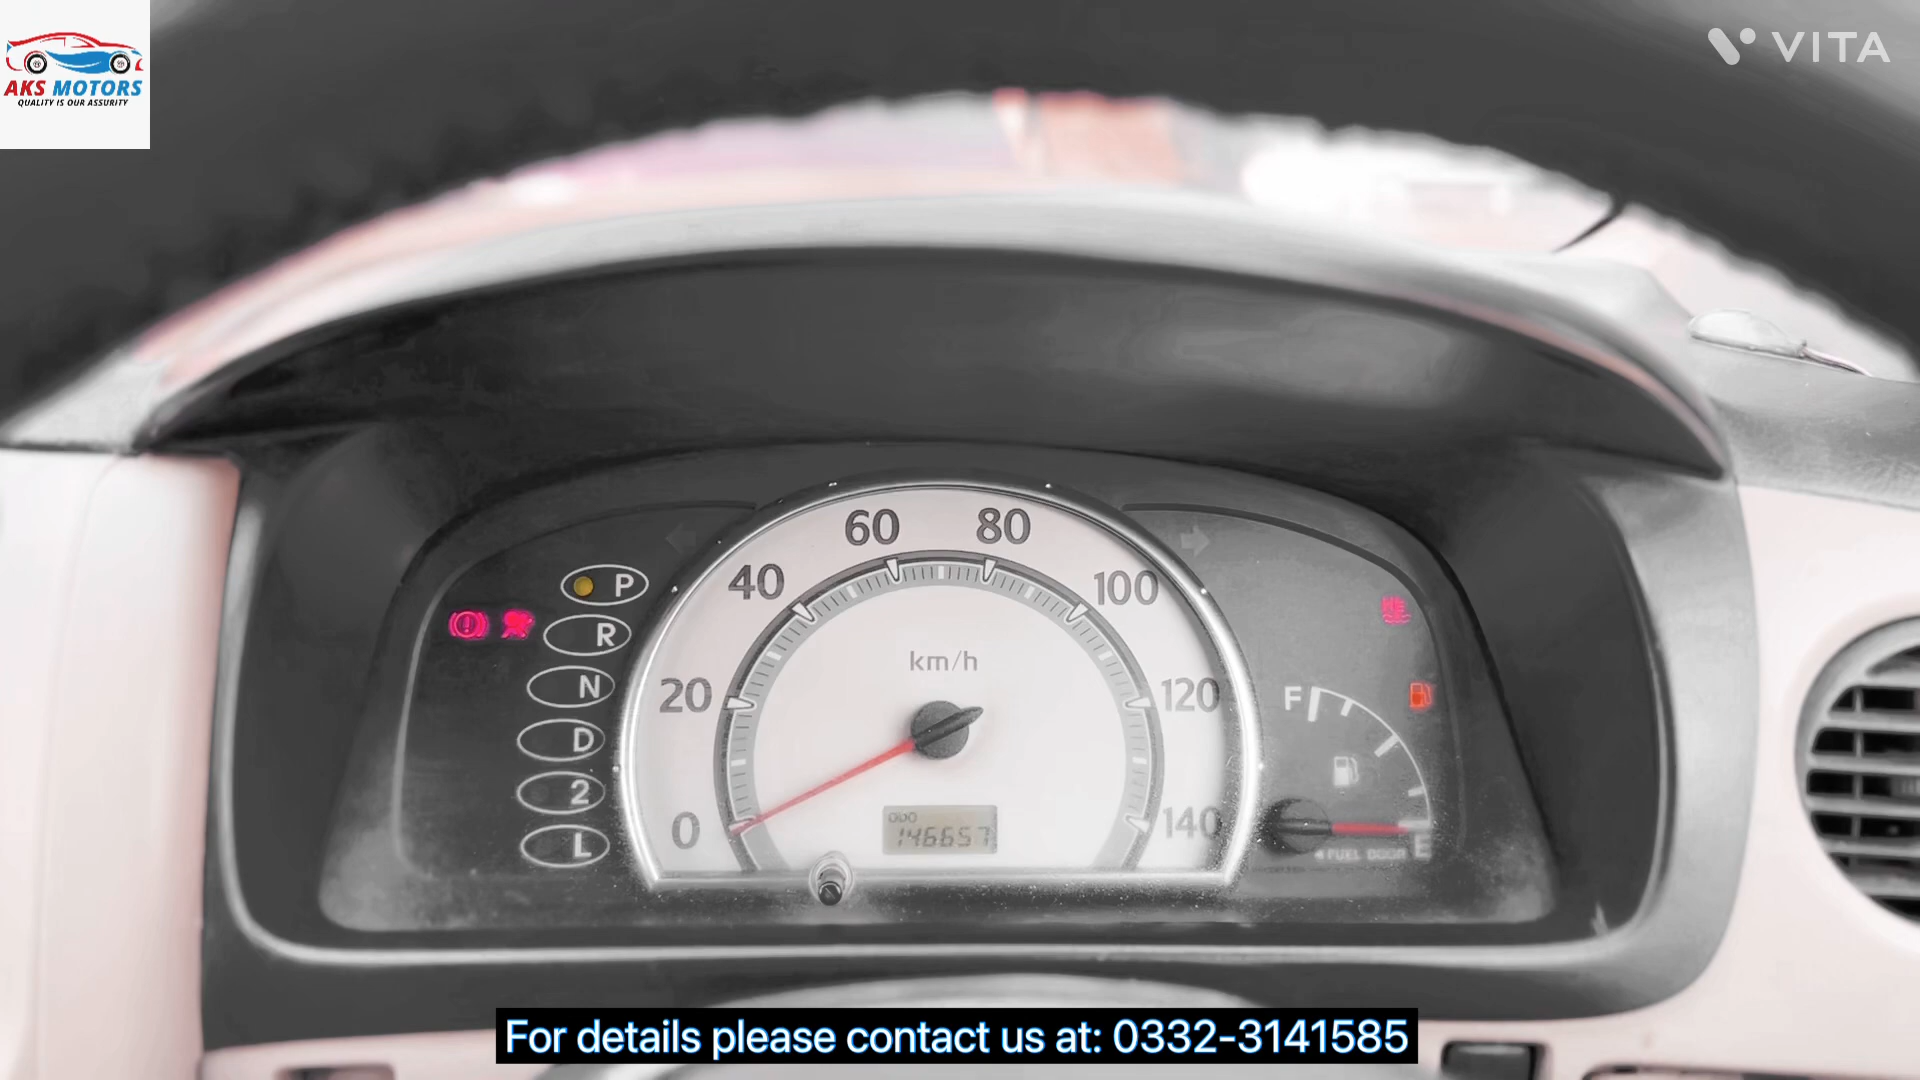 AKS MOTORS
QUALITY IS OUR ASSURITY
VITA
60 80
40 100
20 120
0 140
km/h
P
R
N
D
2
L
ODO
146657
F
E
FUEL DOOR
For details please contact us at: 0332-3141585